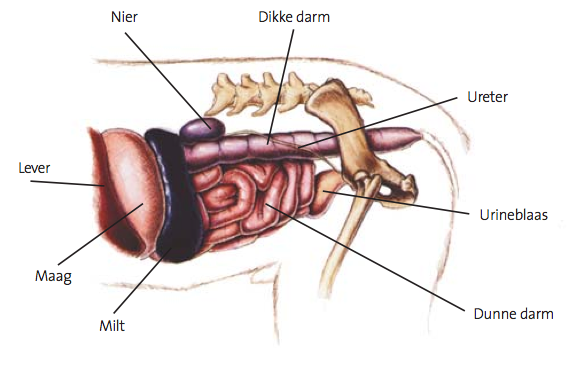 Nier
Dikke darm
Ureter
Lever
Urineblaas
Maag
Dunne darm
Milt